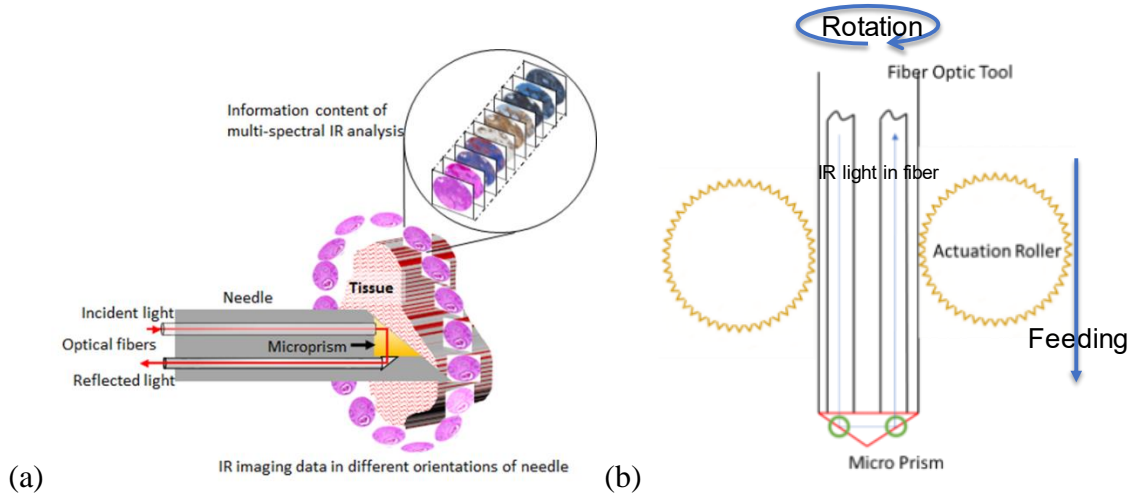 Information content of
multi-spectral IR analysis
Tissue
Needle
Incident light
Optical fibers
Microprism
Reflected light
IR imaging data in different orientations of needle
(a)
Rotation
Fiber Optic Tool
IR light in fiber
Actuation Roller
Feeding
Micro Prism
(b)